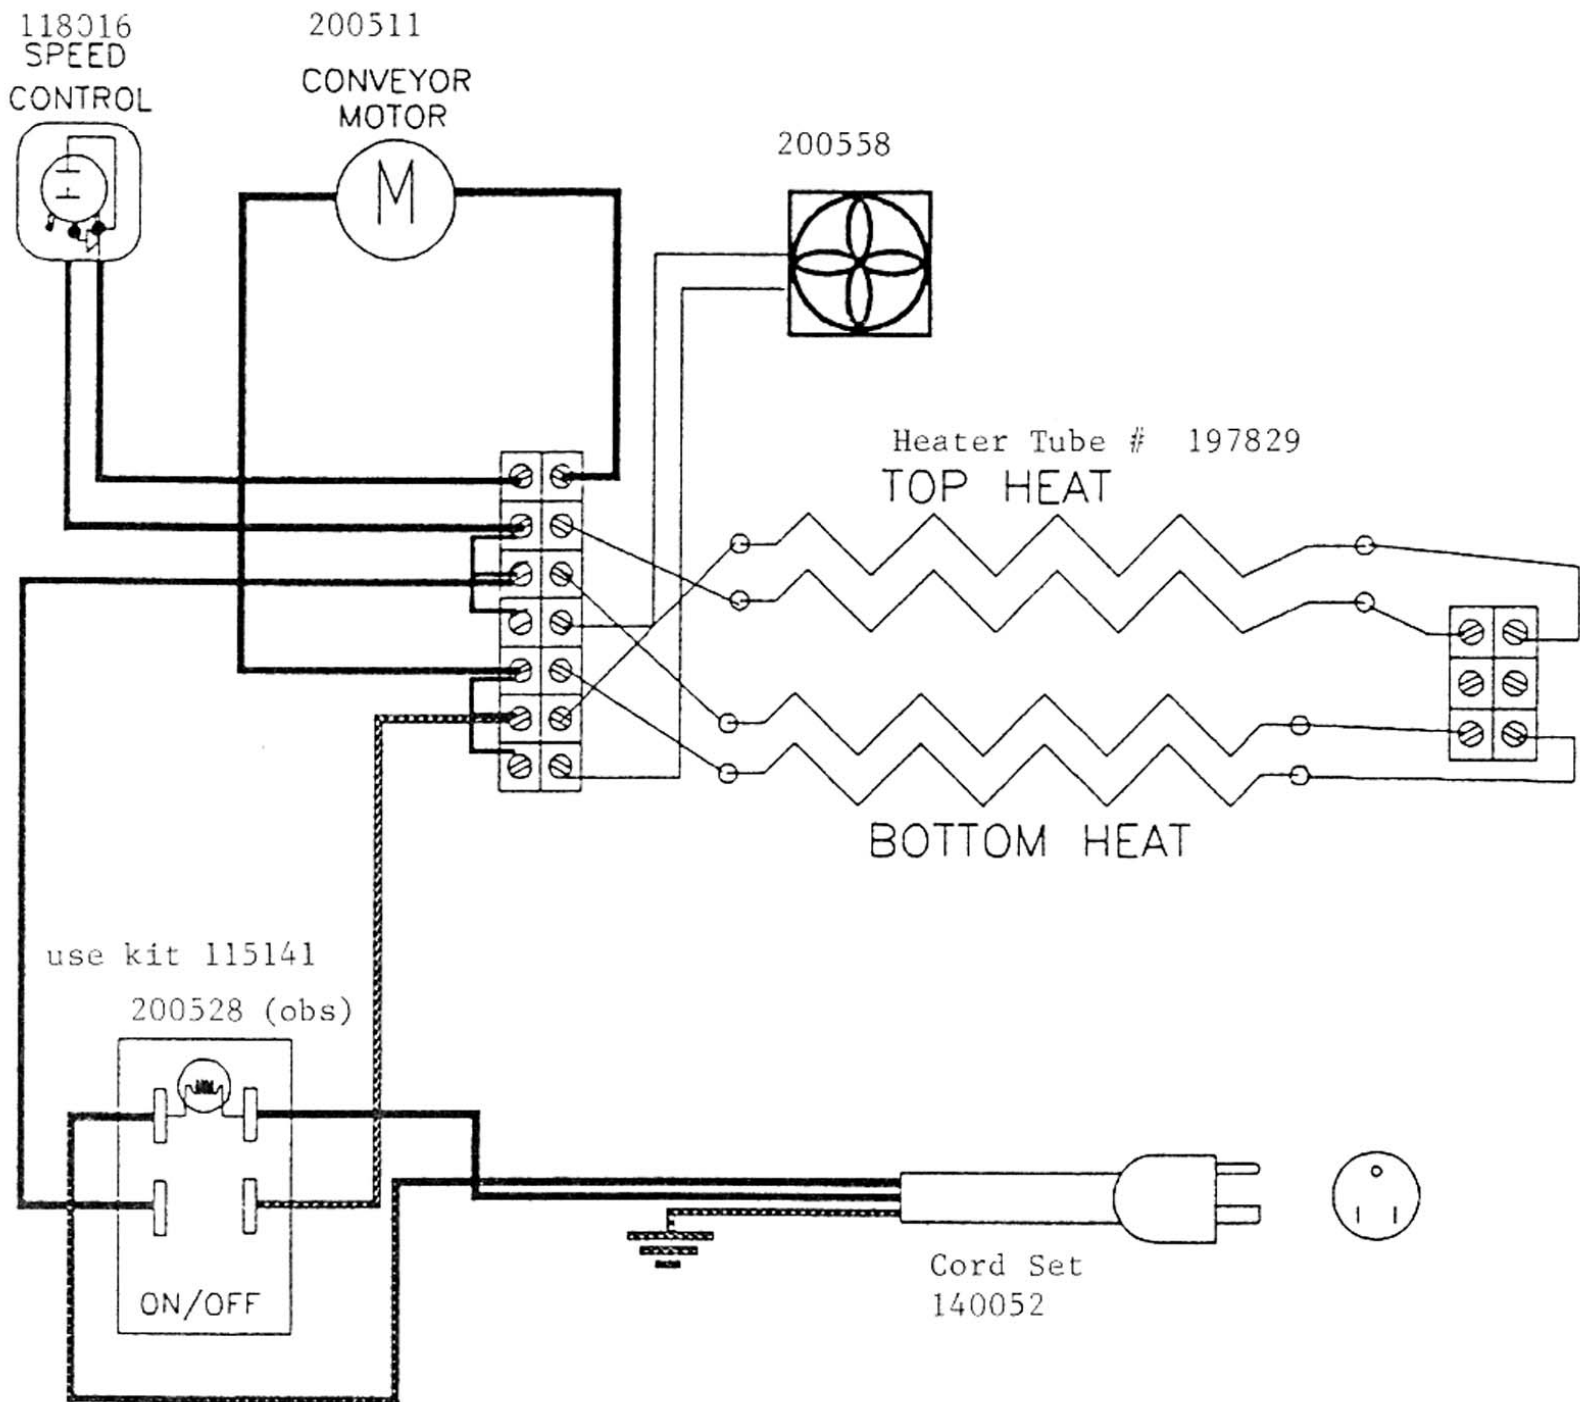 118016
SPEED
CONTROL
200511
CONVEYOR
MOTOR
M
200558
Heater Tube # 197829
TOP HEAT
BOTTOM HEAT
use kit 115141
200528 (obs)
ON/OFF
Cord Set
140052